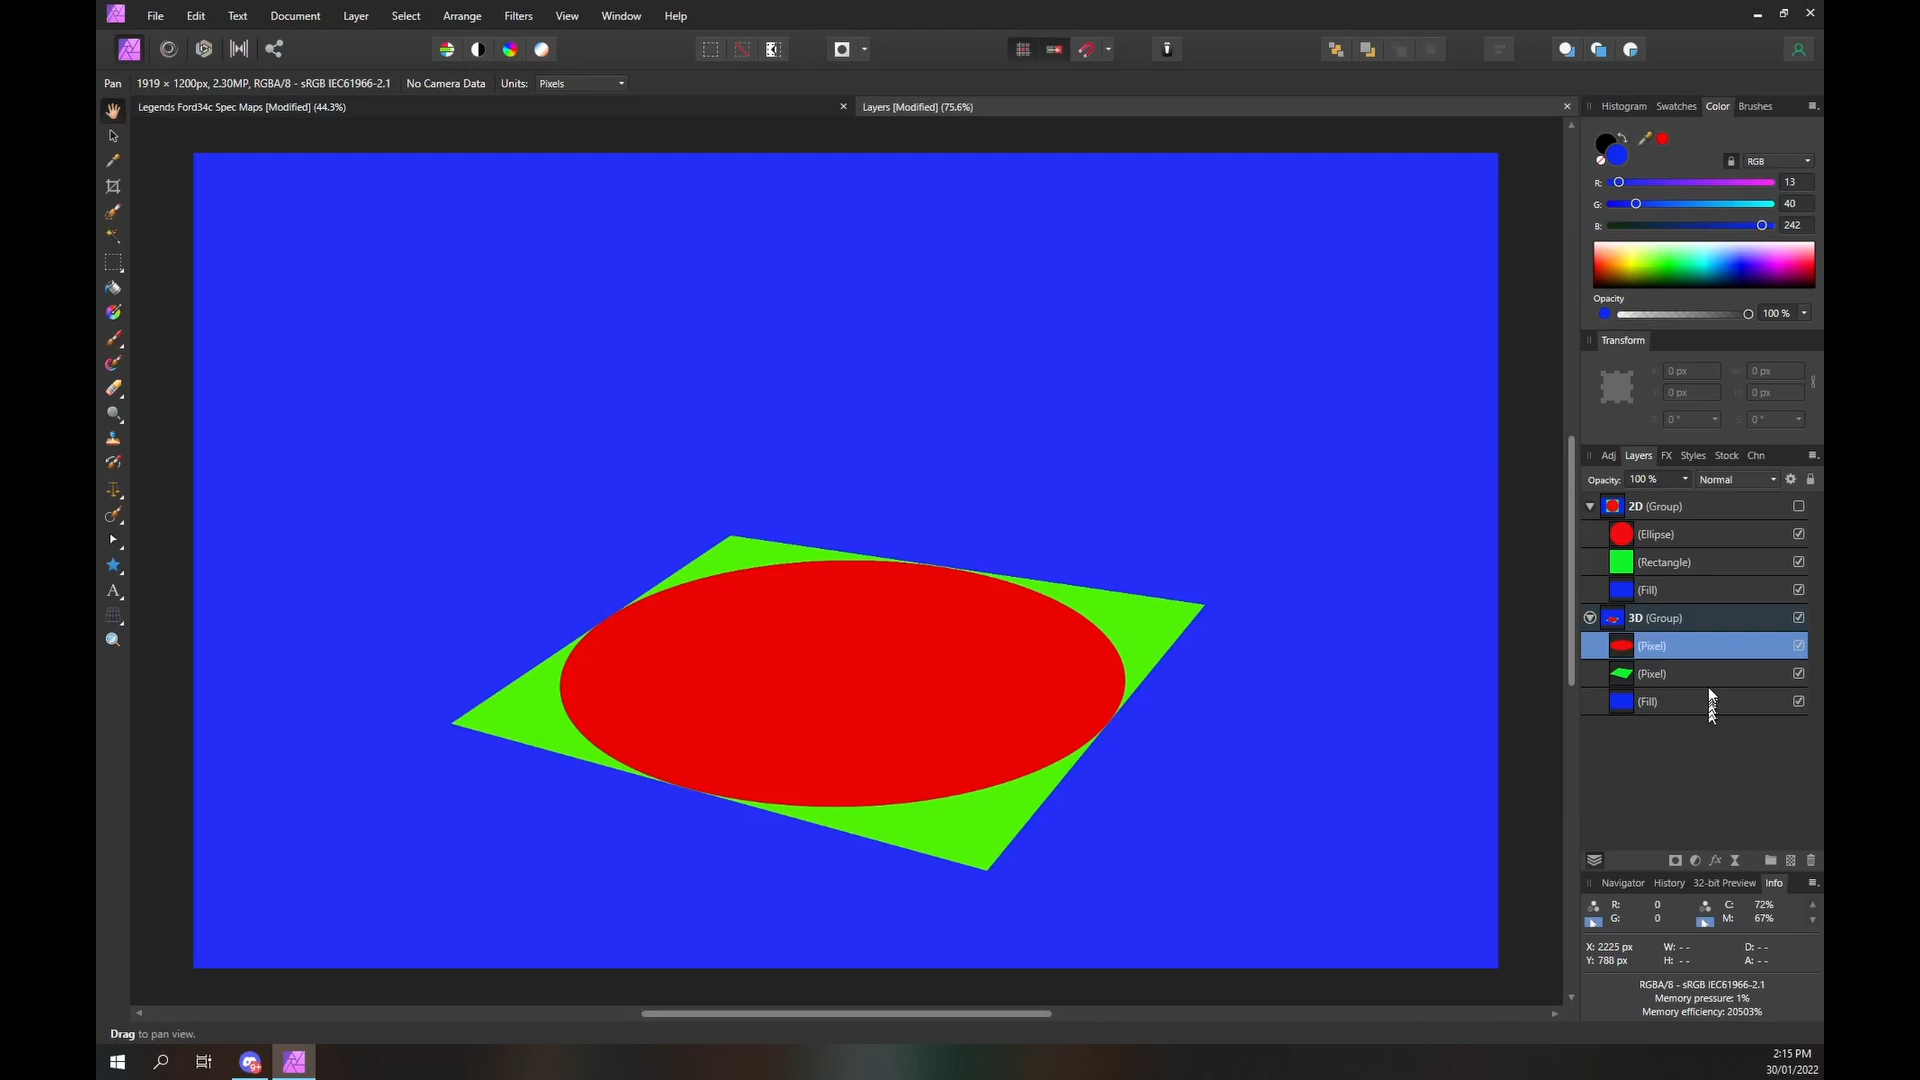 File Edit Text Document Layer Select Arrange Filters View Window Help
Pan 1919 × 1200px, 2.30MP, RGBA/8 - sRGB IEC61966-2.1 No Camera Data Units: Pixels
Legends Ford34c Spec Maps [Modified] (44.3%)
Layers [Modified] (75.6%)
Histogram Swatches Color Brushes
RGB
R: 13
G: 40
B: 242
Opacity
100 %
Transform
X: 0 px W: 0 px
Y: 0 px H: 0 px
R: 0 ° S: 0 °
Adj Layers FX Styles Stock Chn
Opacity: 100 % Normal
2D (Group)
(Ellipse)
(Rectangle)
(Fill)
3D (Group)
(Pixel)
(Pixel)
(Fill)
Navigator History 32-bit Preview Info
R: 0 C: 72%
G: 0 M: 67%
X: 2225 px W: - - D: - -
Y: 788 px H: - - A: - -
RGBA/8 - sRGB IEC61966-2.1
Memory pressure: 1%
Memory efficiency: 20503%
Drag to pan view.
9+
2:15 PM
30/01/2022